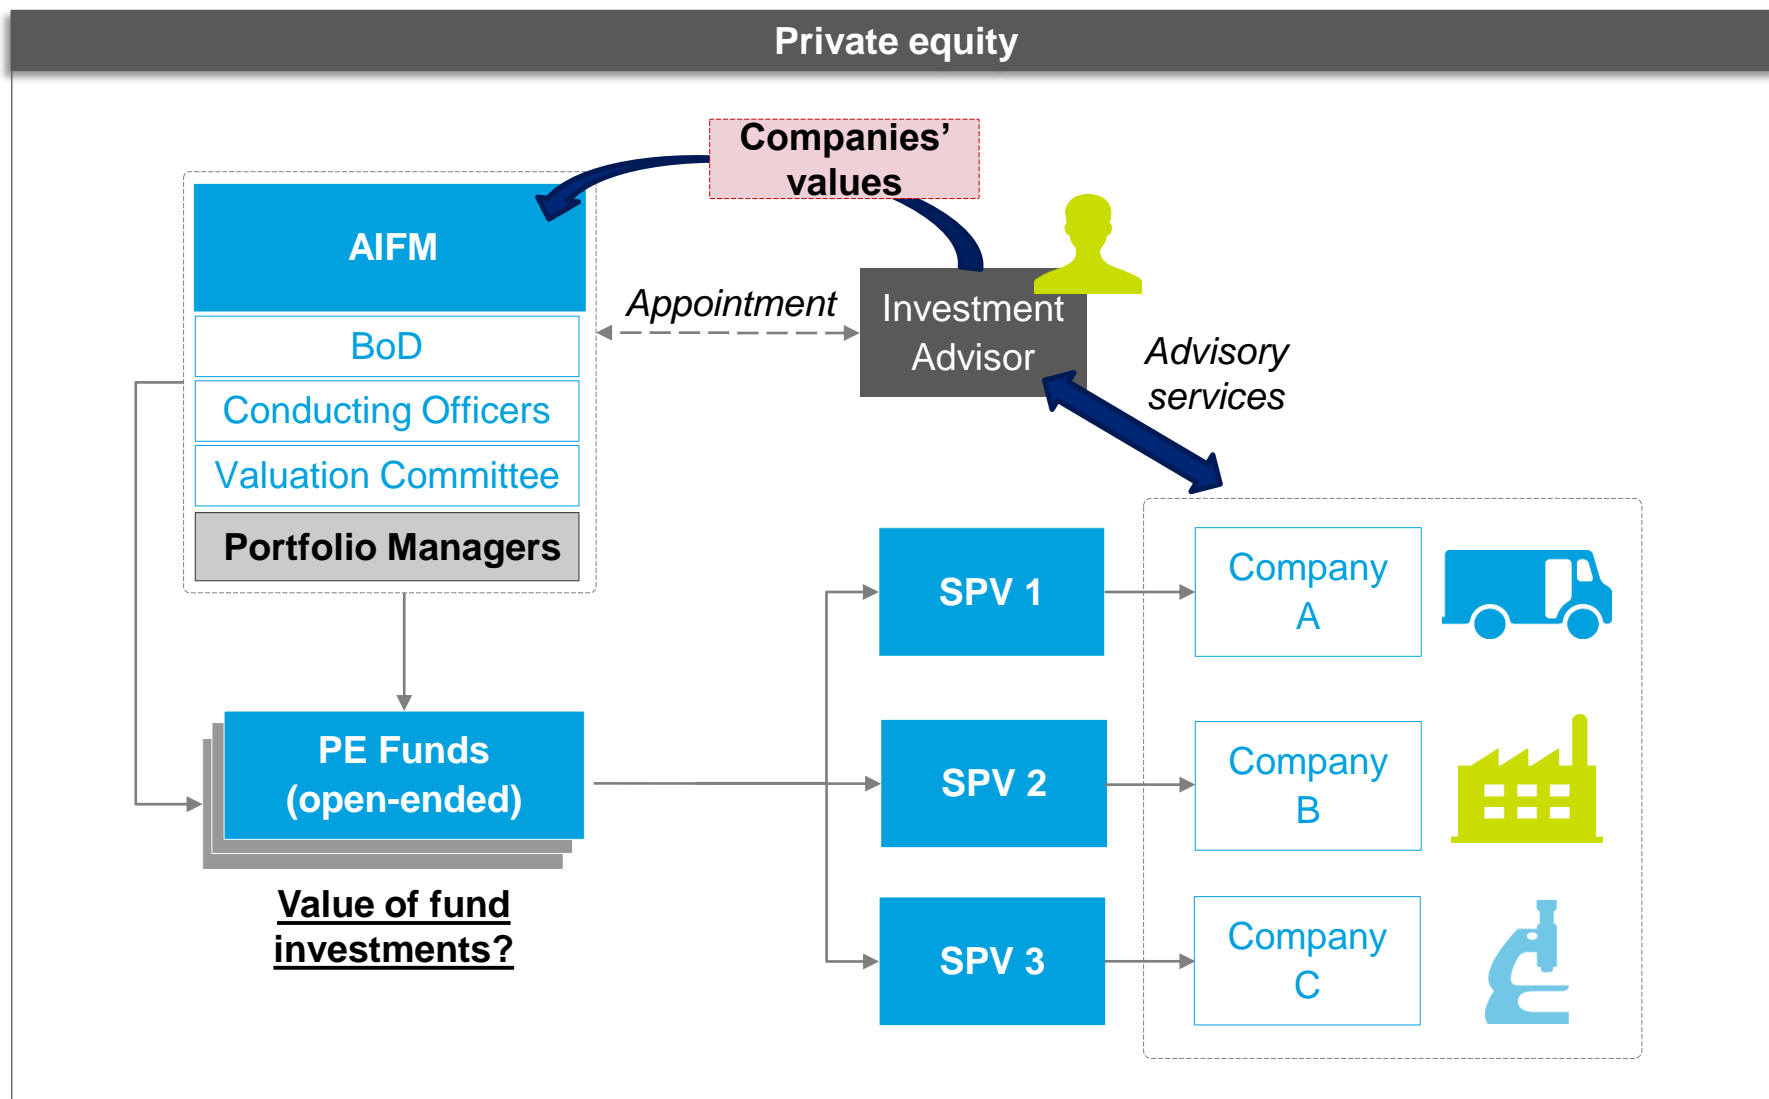 Private equity
Companies’
values
AIFM
BoD
Conducting Officers
Valuation Committee
Portfolio Managers
Appointment
Investment
Advisor
Advisory
services
PE Funds
(open-ended)
Value of fund
investments?
SPV 1
Company
A
SPV 2
Company
B
SPV 3
Company
C